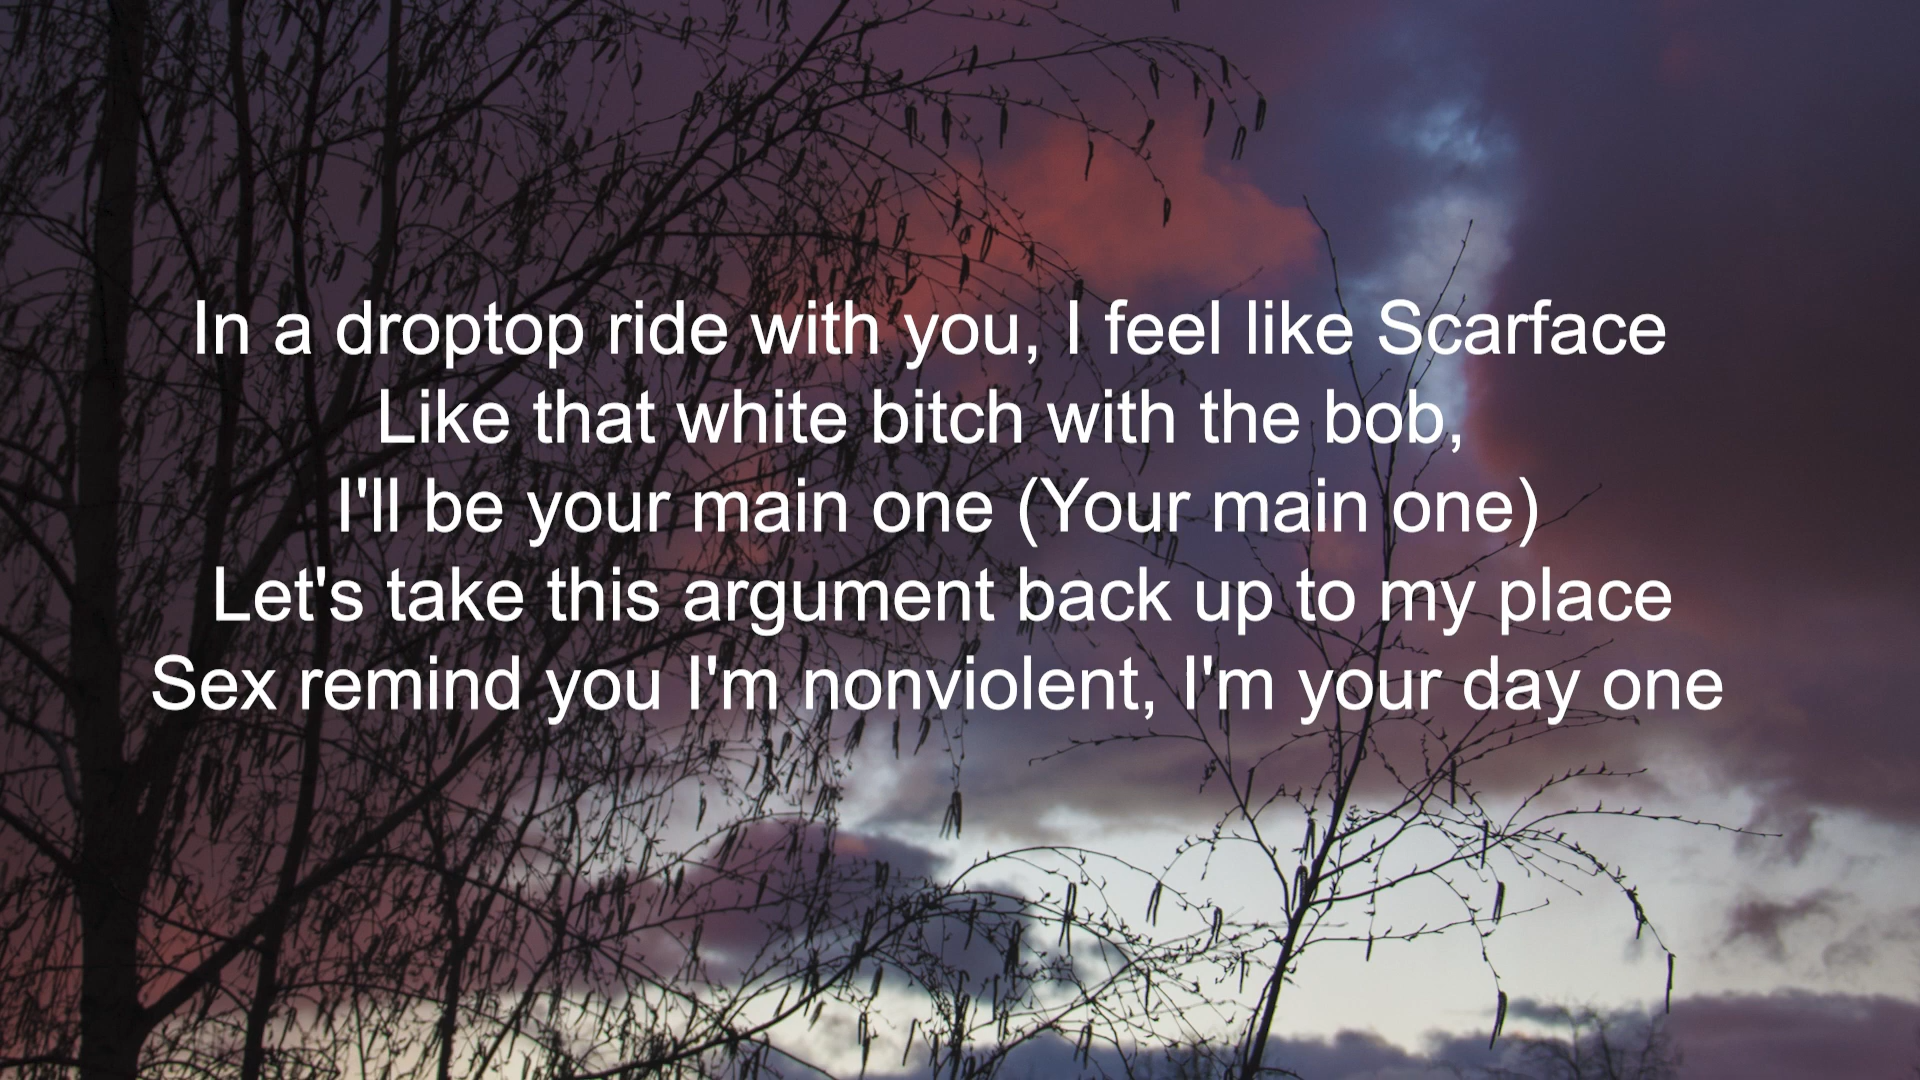 In a droptop ride with you, I feel like Scarface
Like that white bitch with the bob,
I'll be your main one (Your main one)
Let's take this argument back up to my place
Sex remind you I'm nonviolent, I'm your day one